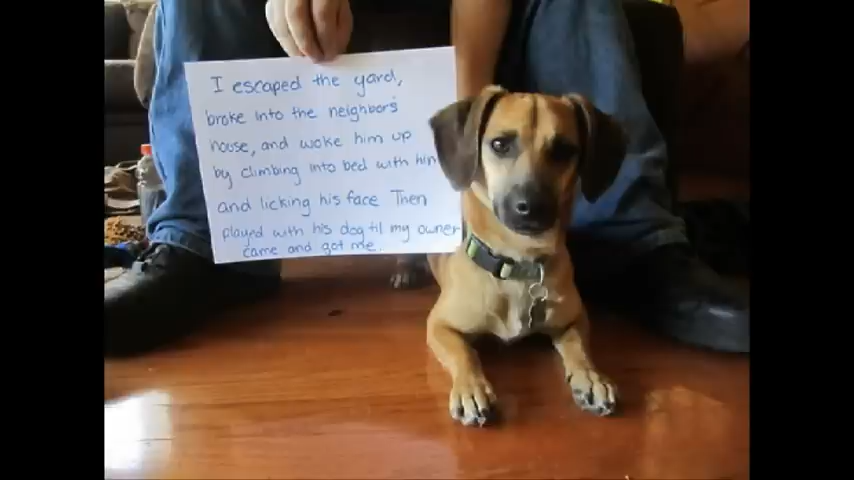 I escaped the yard,
broke into the neighbors
house, and woke him up
by climbing into bed with him
and licking his face Then
played with his dog til my owner
came and got me.